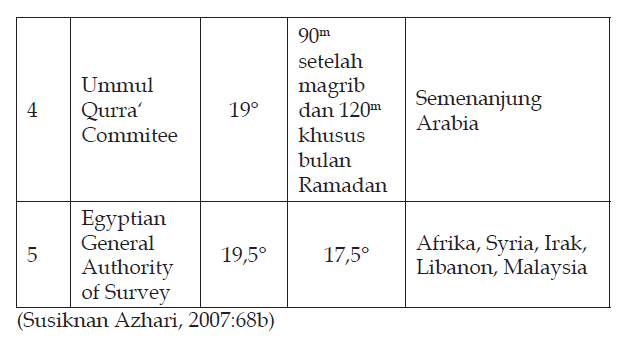 4
Ummul
Qurra‘
Commitee
19°
90ᵐ
setelah
magrib
dan 120ᵐ
khusus
bulan
Ramadan
Semenanjung
Arabia
5
Egyptian
General
Authority
of Survey
19,5°
17,5°
Afrika, Syria, Irak,
Libanon, Malaysia
(Susiknan Azhari, 2007:68b)